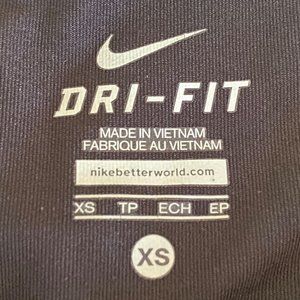 DRI-FIT
MADE IN VIETNAM
FABRIQUE AU VIETNAM
nikebetterworld.com
XS TP ECH EP
XS